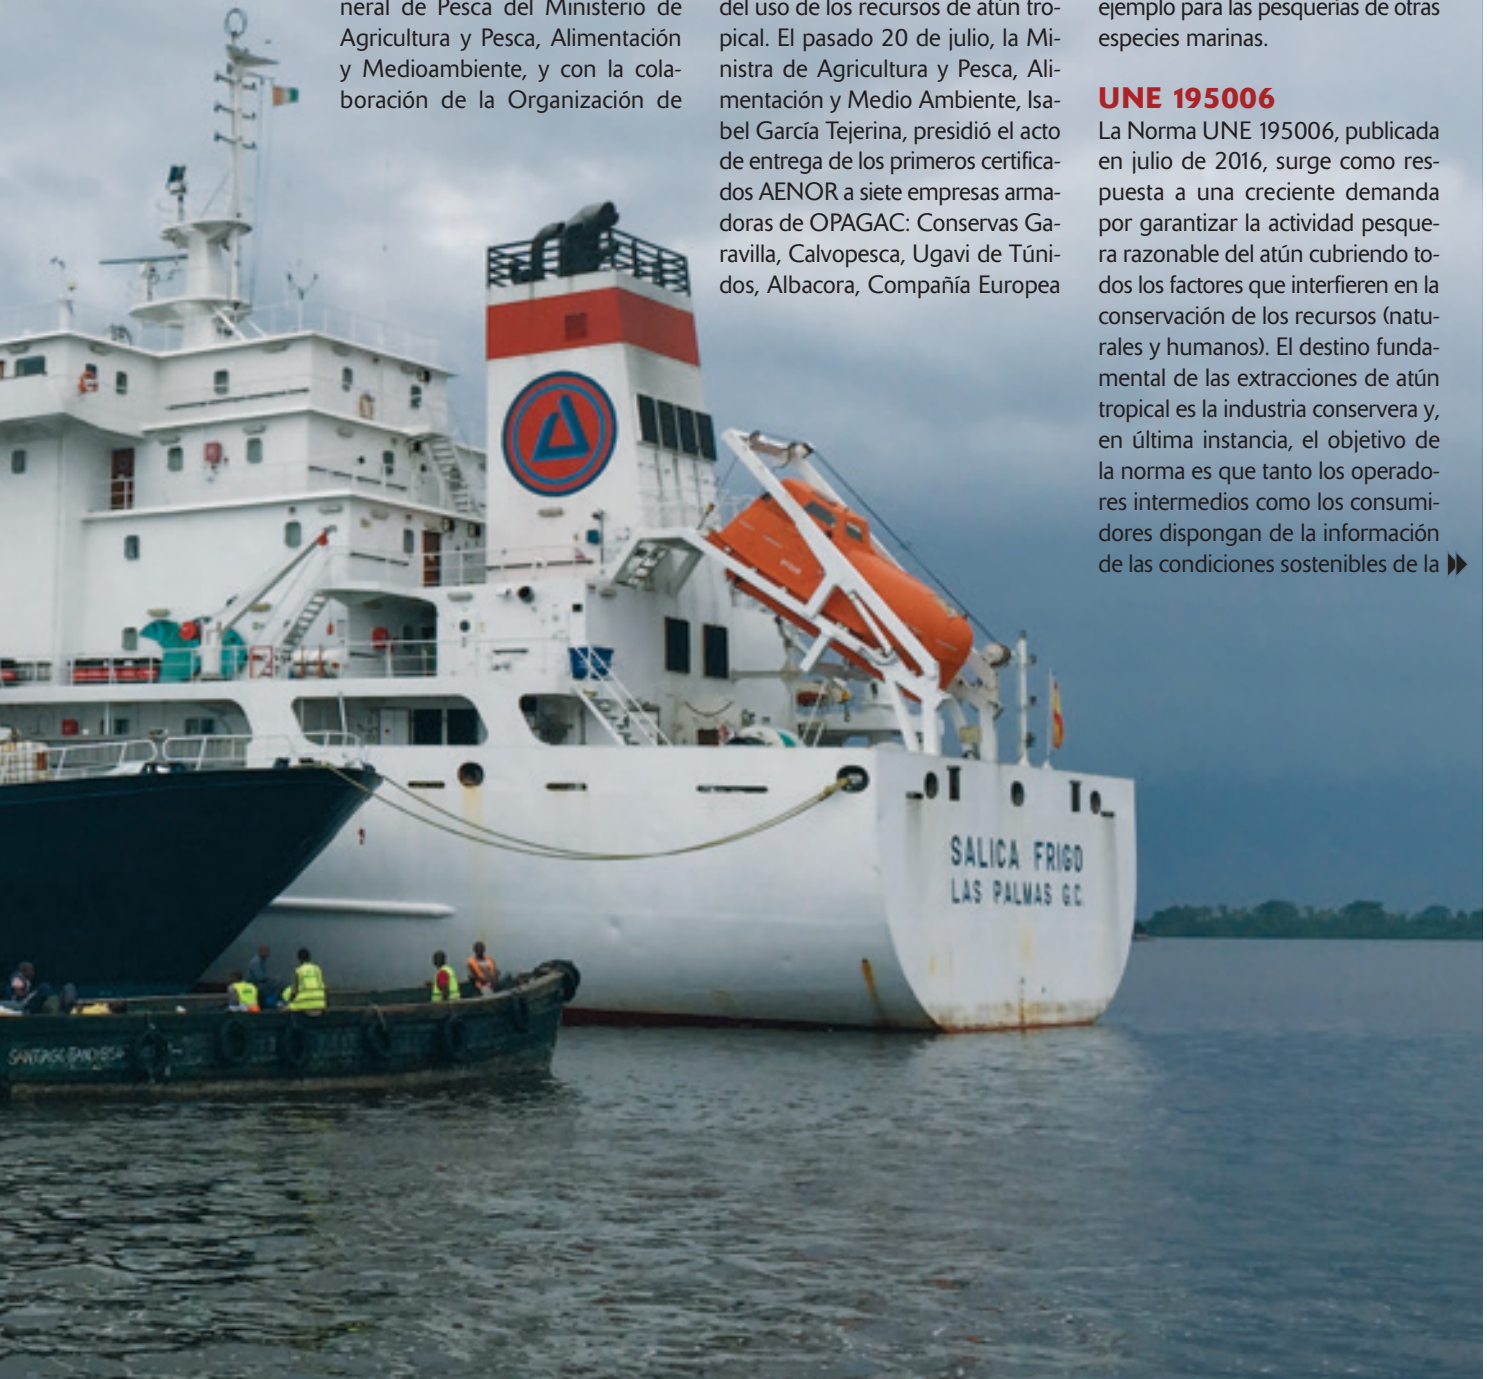 neral de Pesca del Ministerio de
Agricultura y Pesca, Alimentación
y Medioambiente, y con la cola-
boración de la Organización de
del uso de los recursos de atún tro-
pical. El pasado 20 de julio, la Mi-
nistra de Agricultura y Pesca, Ali-
mentación y Medio Ambiente, Isa-
bel García Tejerina, presidió el acto
de entrega de los primeros certifica-
dos AENOR a siete empresas arma-
doras de OPAGAC: Conservas Ga-
ravilla, Calvopesca, Ugavi de Túni-
dos, Albacora, Compañía Europea
ejemplo para las pesquerías de otras
especies marinas.
UNE 195006
La Norma UNE 195006, publicada
en julio de 2016, surge como res-
puesta a una creciente demanda
por garantizar la actividad pesque-
ra razonable del atún cubriendo to-
dos los factores que interfieren en la
conservación de los recursos (natu-
rales y humanos). El destino funda-
mental de las extracciones de atún
tropical es la industria conservera y,
en última instancia, el objetivo de
la norma es que tanto los operado-
res intermedios como los consumi-
dores dispongan de la información
de las condiciones sostenibles de la
SALICA FRIGO
LAS PALMAS G.C.